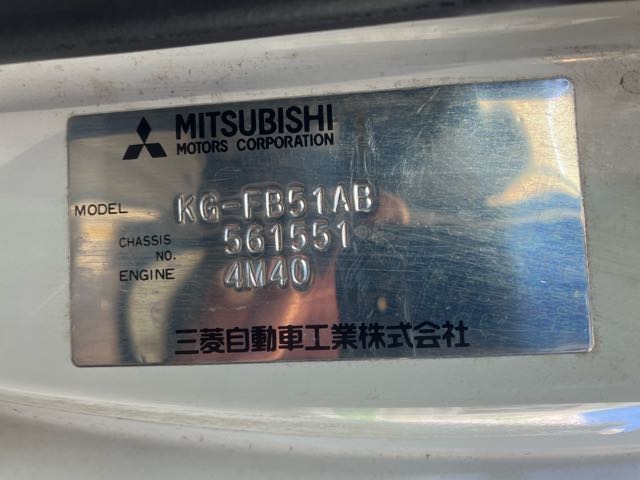 MITSUBISHI
MOTORS CORPORATION
MODEL KG-FB51AB
CHASSIS NO. 561551
ENGINE 4M40
三菱自動車工業株式会社